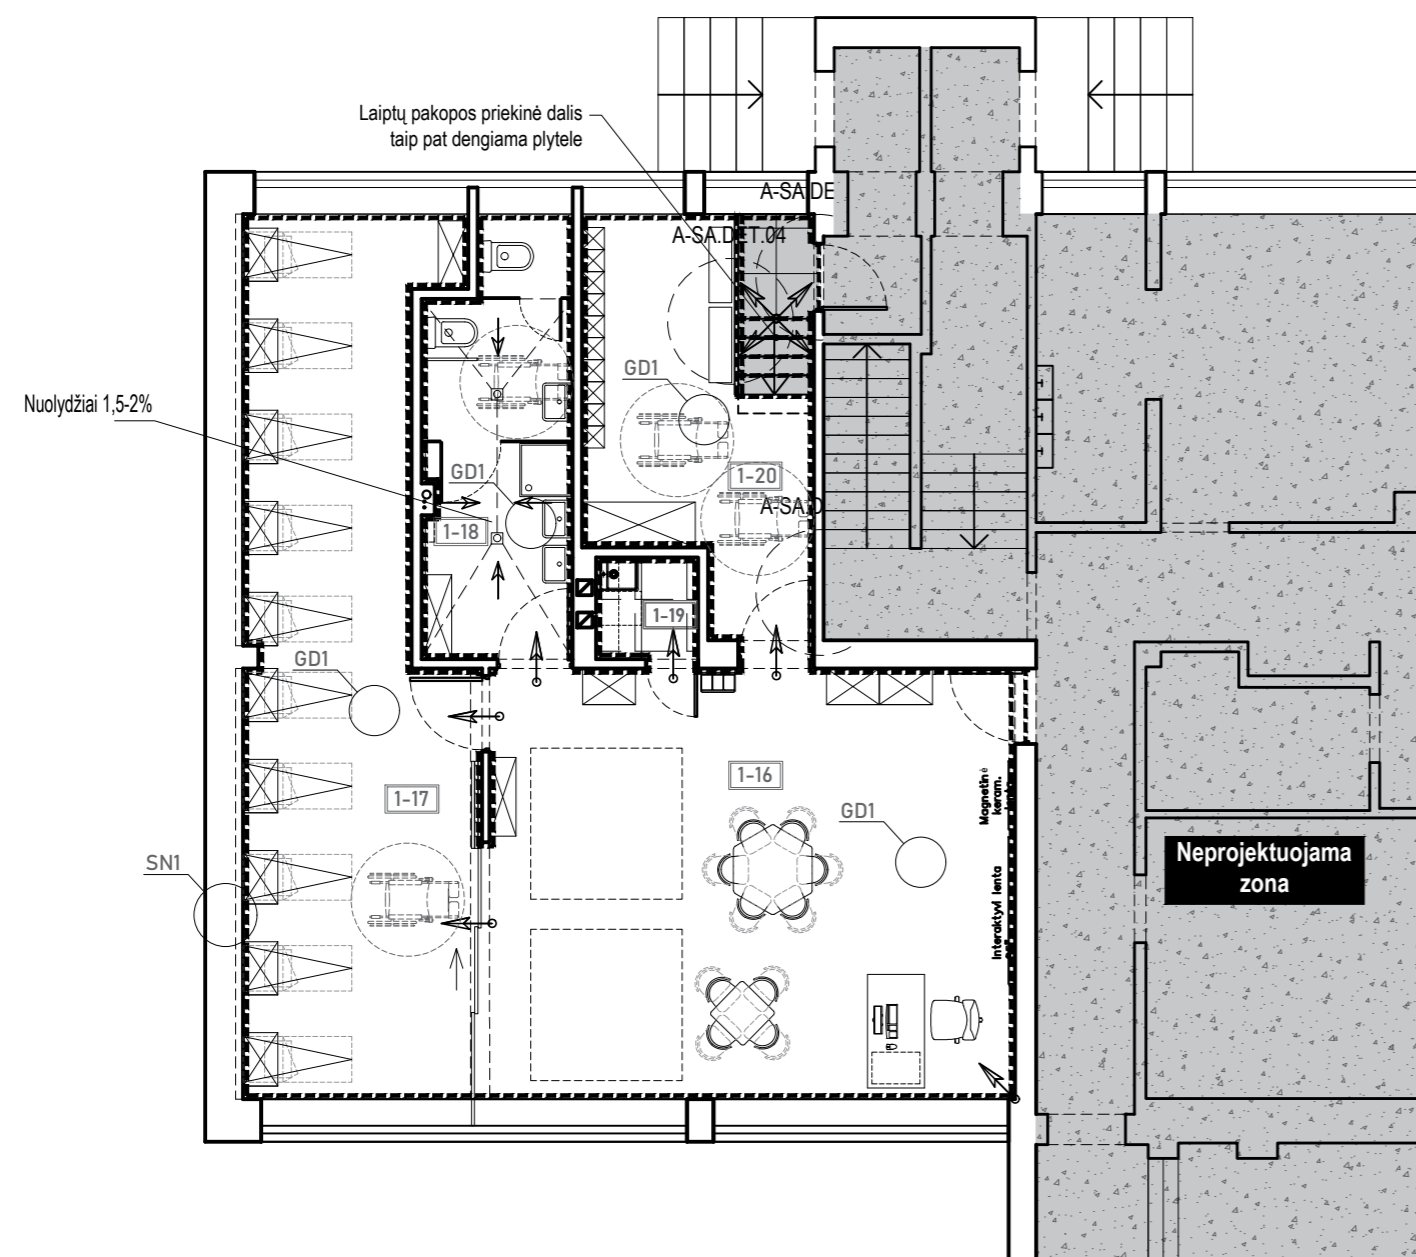 Laiptų pakopos priekinė dalis
taip pat dengiama plytele
A-SA.DE
A-SA.DET.04
Nuolydžiai 1,5-2%
GD1
GD1
1-20
A-SA.D
1-18
1-19
GD1
1-17
1-16
GD1
SN1
Magnetinė
keram.
Interaktyvi lenta
Neprojektuojama
zona